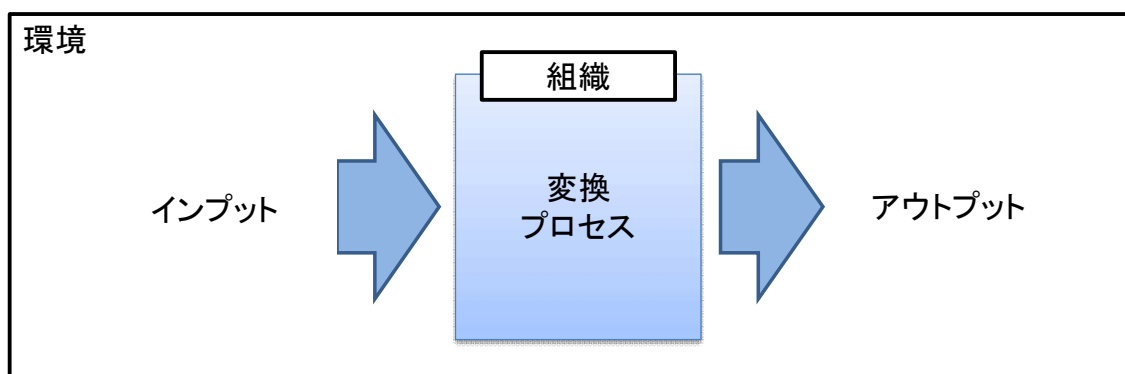 環境
組織
インプット
変換
プロセス
アウトプット